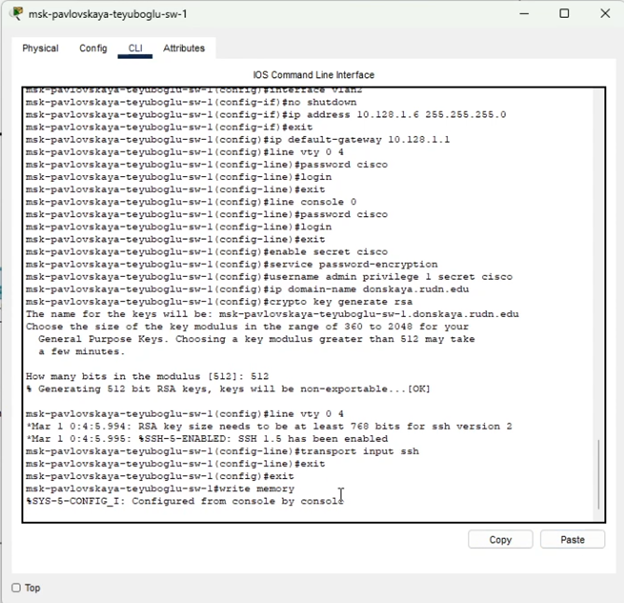 msk-pavlovskaya-teyuboglu-sw-1
Physical Config CLI Attributes
IOS Command Line Interface
msk-pavlovskaya-teyuboglu-sw-1(config)#interface vlan2
msk-pavlovskaya-teyuboglu-sw-1(config-if)#no shutdown
msk-pavlovskaya-teyuboglu-sw-1(config-if)#ip address 10.128.1.6 255.255.255.0
msk-pavlovskaya-teyuboglu-sw-1(config-if)#exit
msk-pavlovskaya-teyuboglu-sw-1(config)#ip default-gateway 10.128.1.1
msk-pavlovskaya-teyuboglu-sw-1(config)#line vty 0 4
msk-pavlovskaya-teyuboglu-sw-1(config-line)#password cisco
msk-pavlovskaya-teyuboglu-sw-1(config-line)#login
msk-pavlovskaya-teyuboglu-sw-1(config-line)#exit
msk-pavlovskaya-teyuboglu-sw-1(config)#line console 0
msk-pavlovskaya-teyuboglu-sw-1(config-line)#password cisco
msk-pavlovskaya-teyuboglu-sw-1(config-line)#login
msk-pavlovskaya-teyuboglu-sw-1(config-line)#exit
msk-pavlovskaya-teyuboglu-sw-1(config)#enable secret cisco
msk-pavlovskaya-teyuboglu-sw-1(config)#service password-encryption
msk-pavlovskaya-teyuboglu-sw-1(config)#username admin privilege 1 secret cisco
msk-pavlovskaya-teyuboglu-sw-1(config)#ip domain-name donskaya.rudn.edu
msk-pavlovskaya-teyuboglu-sw-1(config)#crypto key generate rsa
The name for the keys will be: msk-pavlovskaya-teyuboglu-sw-1.donskaya.rudn.edu
Choose the size of the key modulus in the range of 360 to 2048 for your
General Purpose Keys. Choosing a key modulus greater than 512 may take
a few minutes.
How many bits in the modulus [512]: 512
% Generating 512 bit RSA keys, keys will be non-exportable...[OK]
msk-pavlovskaya-teyuboglu-sw-1(config)#line vty 0 4
*Mar 1 0:4:5.994: RSA key size needs to be at least 768 bits for ssh version 2
*Mar 1 0:4:5.995: %SSH-5-ENABLED: SSH 1.5 has been enabled
msk-pavlovskaya-teyuboglu-sw-1(config-line)#transport input ssh
msk-pavlovskaya-teyuboglu-sw-1(config-line)#exit
msk-pavlovskaya-teyuboglu-sw-1(config)#exit
msk-pavlovskaya-teyuboglu-sw-1#write memory
%SYS-5-CONFIG_I: Configured from console by console
Copy Paste
Top